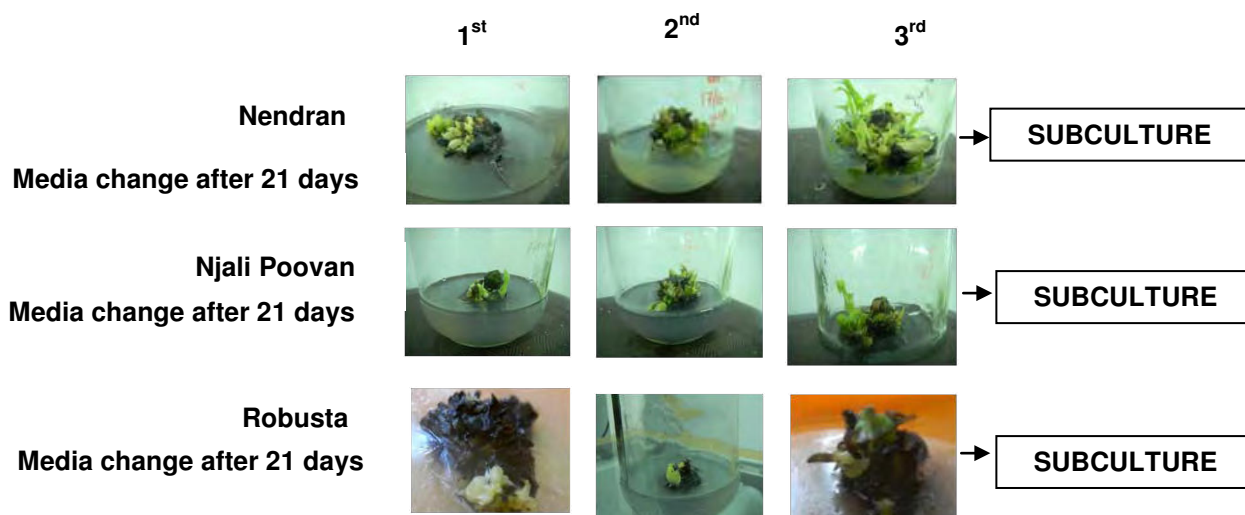 1st 2nd 3rd
Nendran
Media change after 21 days
SUBCULTURE
Njali Poovan
Media change after 21 days
SUBCULTURE
Robusta
Media change after 21 days
SUBCULTURE